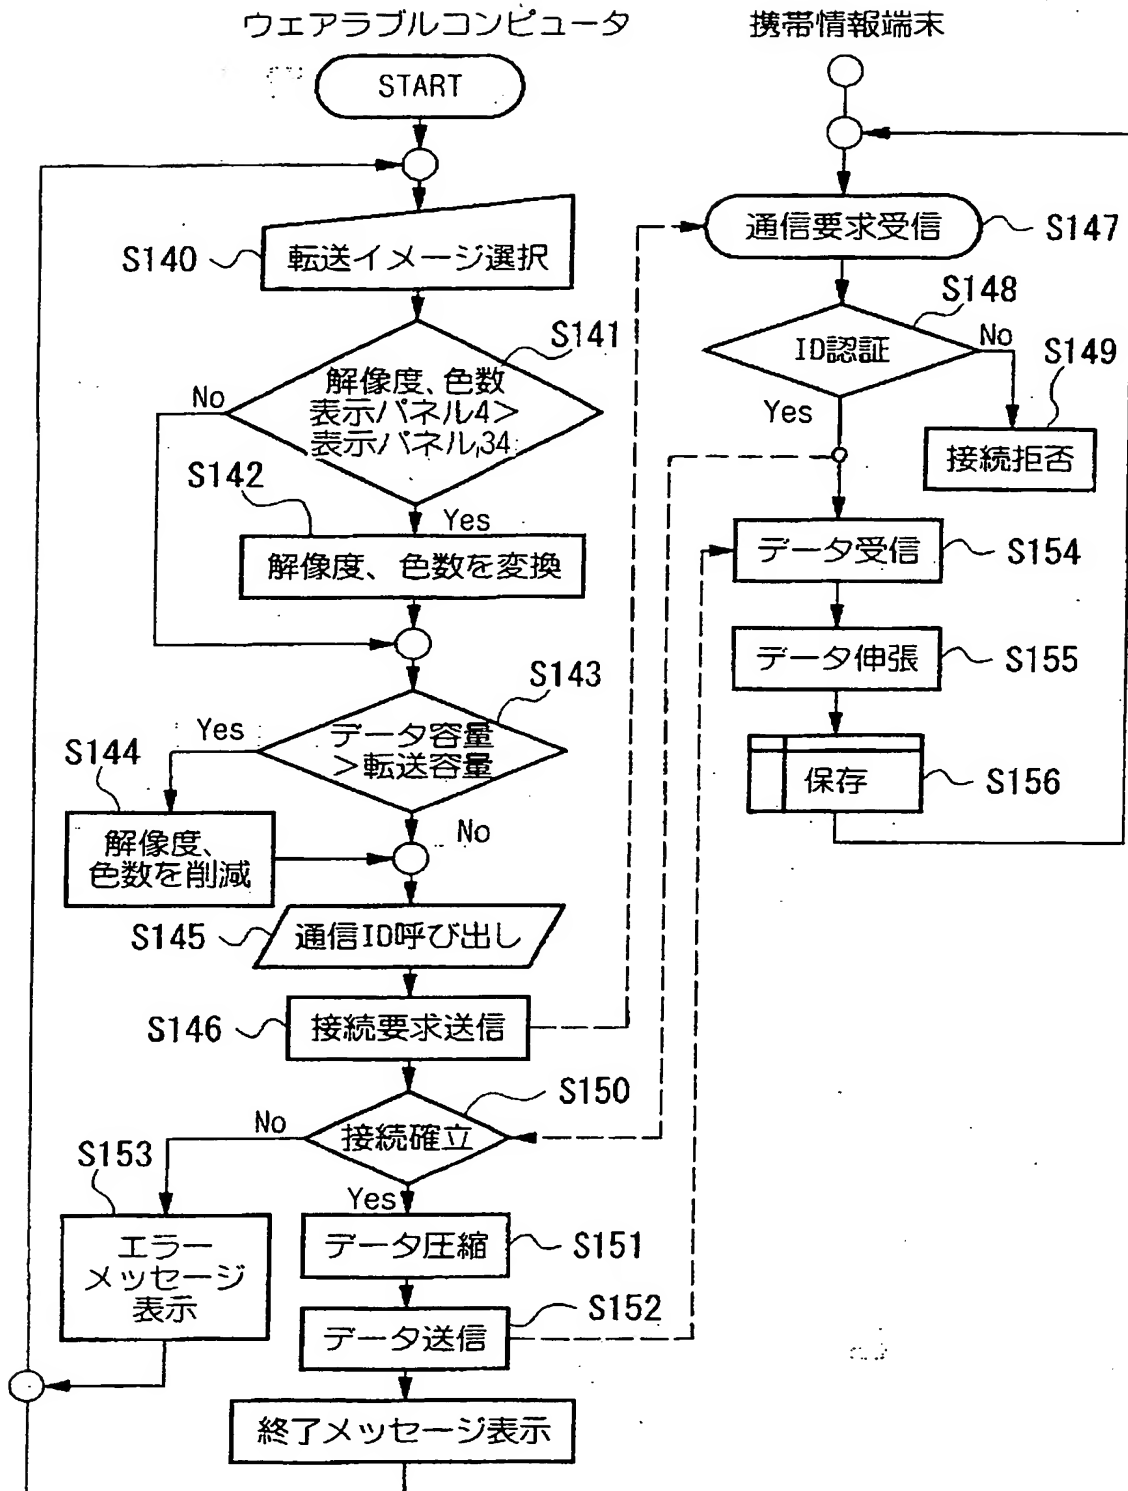 ウェアラブルコンピュータ
START
S140
転送イメージ選択
S141
解像度、色数
表示パネル4>
表示パネル34
No
Yes
S142
解像度、色数を変換
S143
データ容量
>転送容量
Yes
No
S144
解像度、
色数を削減
S145
通信ID呼び出し
S146
接続要求送信
S150
接続確立
No
Yes
S153
エラー
メッセージ
表示
データ圧縮
S151
データ送信
S152
終了メッセージ表示
携帯情報端末
通信要求受信
S147
S148
ID認証
No
Yes
S149
接続拒否
データ受信
S154
データ伸張
S155
保存
S156